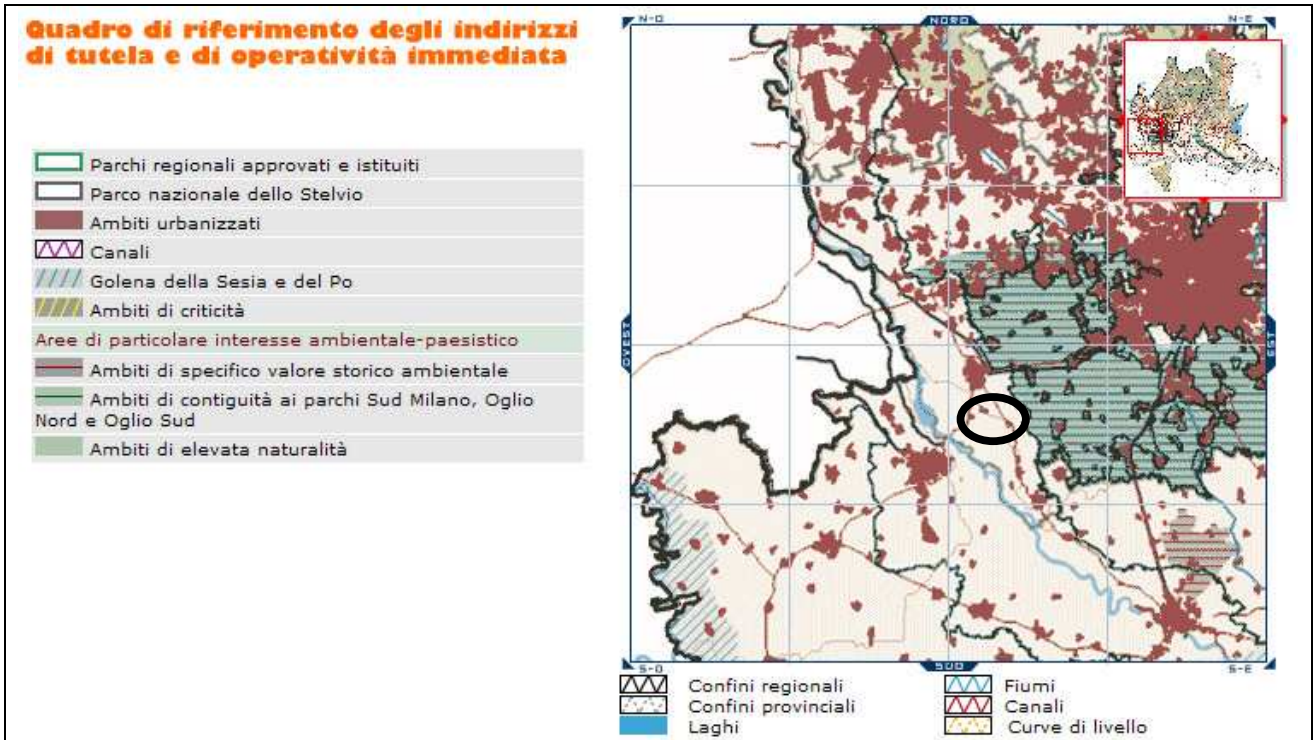 Quadro di riferimento degli indirizzi
di tutela e di operatività immediata
Parchi regionali approvati e istituiti
Parco nazionale dello Stelvio
Ambiti urbanizzati
Canali
Golena della Sesia e del Po
Ambiti di criticità
Aree di particolare interesse ambientale-paesistico
Ambiti di specifico valore storico ambientale
Ambiti di contiguità ai parchi Sud Milano, Oglio
Nord e Oglio Sud
Ambiti di elevata naturalità
N-O
NORD
N-E
OVEST
EST
S-O
SUD
S-E
Confini regionali
Confini provinciali
Laghi
Fiumi
Canali
Curve di livello